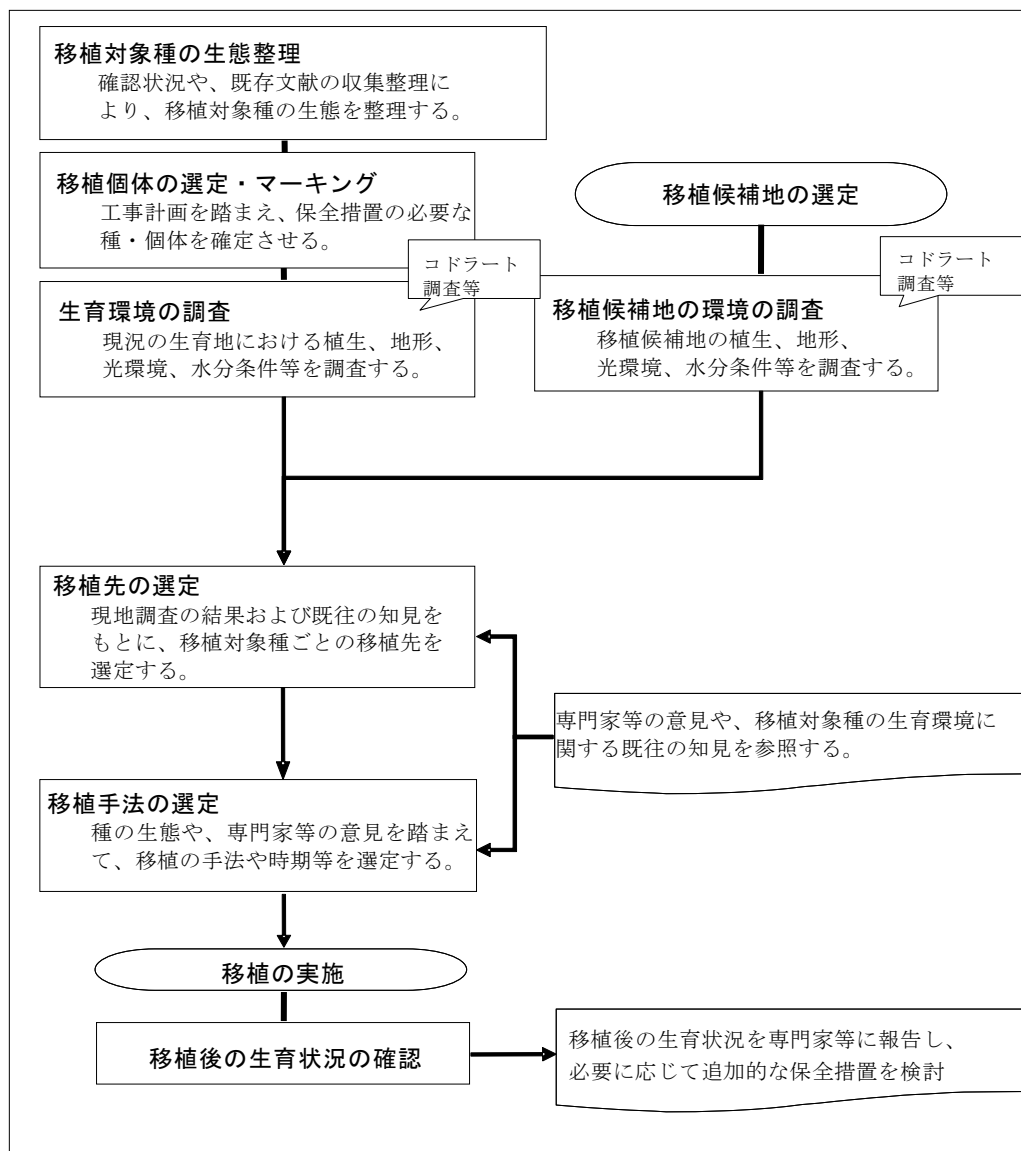 移植対象種の生態整理
確認状況や、既存文献の収集整理に
より、移植対象種の生態を整理する。
移植個体の選定・マーキング
工事計画を踏まえ、保全措置の必要な
種・個体を確定させる。
コドラート
調査等
生育環境の調査
現況の生育地における植生、地形、
光環境、水分条件等を調査する。
移植候補地の選定
コドラート
調査等
移植候補地の環境の調査
移植候補地の植生、地形、
光環境、水分条件等を調査する。
移植先の選定
現地調査の結果および既往の知見を
もとに、移植対象種ごとの移植先を
選定する。
専門家等の意見や、移植対象種の生育環境に
関する既往の知見を参照する。
移植手法の選定
種の生態や、専門家等の意見を踏まえ
て、移植の手法や時期等を選定する。
移植の実施
移植後の生育状況の確認
移植後の生育状況を専門家等に報告し、
必要に応じて追加的な保全措置を検討